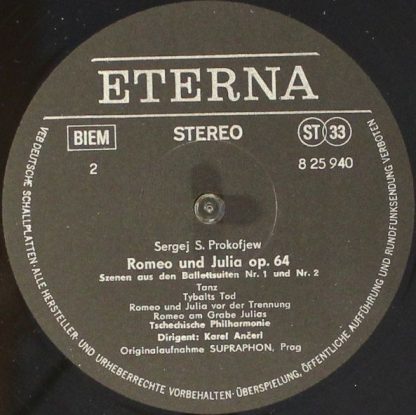 ETERNA
BIEM
STEREO
ST 33
2
8 25 940
Sergej S. Prokofjew
Romeo und Julia op. 64
Szenen aus den Ballettsuiten Nr. 1 und Nr. 2
Tanz
Tybalts Tod
Romeo und Julia vor der Trennung
Romeo am Grabe Julias
Tschechische Philharmonie
Dirigent: Karel Ančerl
Originalaufnahme SUPRAPHON, Prag
VEB DEUTSCHE SCHALLPLATTEN·ALLE HERSTELLER- UND URHEBERRECHTE VORBEHALTEN·ÜBERSPIELUNG, ÖFFENTLICHE AUFFÜHRUNG UND RUNDFUNKSENDUNG VERBOTEN